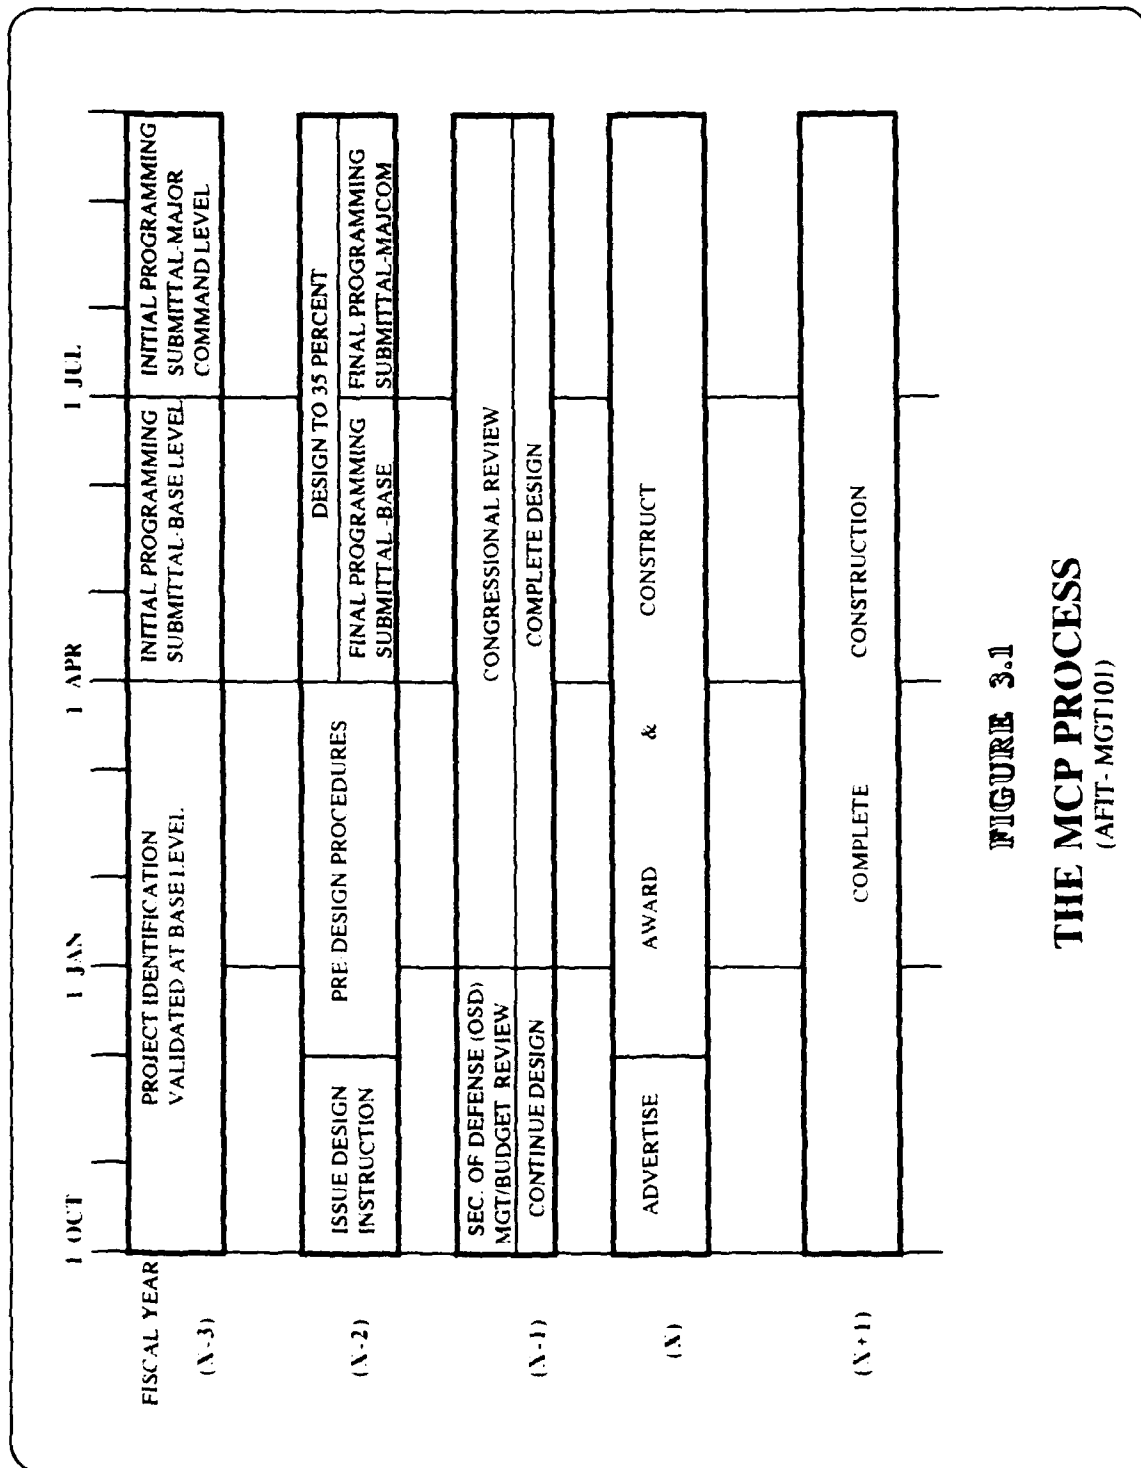 1 OCT 1 JAN 1 APR 1 JUL
FISCAL YEAR
(X-3)
PROJECT IDENTIFICATION
VALIDATED AT BASE LEVEL
INITIAL PROGRAMMING
SUBMITTAL-BASE LEVEL
INITIAL PROGRAMMING
SUBMITTAL-MAJOR
COMMAND LEVEL
(X-2)
ISSUE DESIGN
INSTRUCTION
PRE-DESIGN PROCEDURES
DESIGN TO 35 PERCENT
FINAL PROGRAMMING
SUBMITTAL-BASE
FINAL PROGRAMMING
SUBMITTAL-MAJCOM
(X-1)
SEC. OF DEFENSE (OSD)
MGT/BUDGET REVIEW
CONTINUE DESIGN
CONGRESSIONAL REVIEW
COMPLETE DESIGN
(X)
ADVERTISE
AWARD & CONSTRUCT
(X+1)
COMPLETE CONSTRUCTION
FIGURE 3.1
THE MCP PROCESS
(AFIT-MGT101)